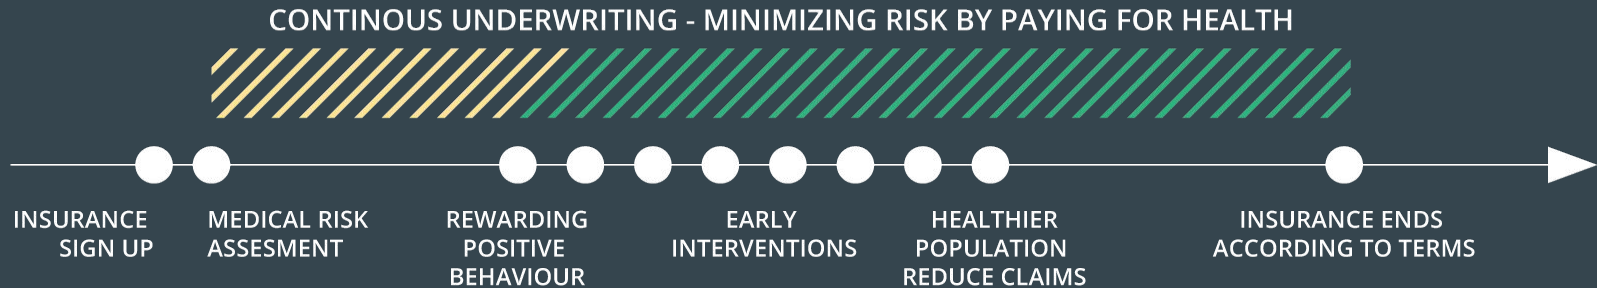 CONTINOUS UNDERWRITING - MINIMIZING RISK BY PAYING FOR HEALTH
INSURANCE
SIGN UP
MEDICAL RISK
ASSESMENT
REWARDING
POSITIVE
BEHAVIOUR
EARLY
INTERVENTIONS
HEALTHIER
POPULATION
REDUCE CLAIMS
INSURANCE ENDS
ACCORDING TO TERMS